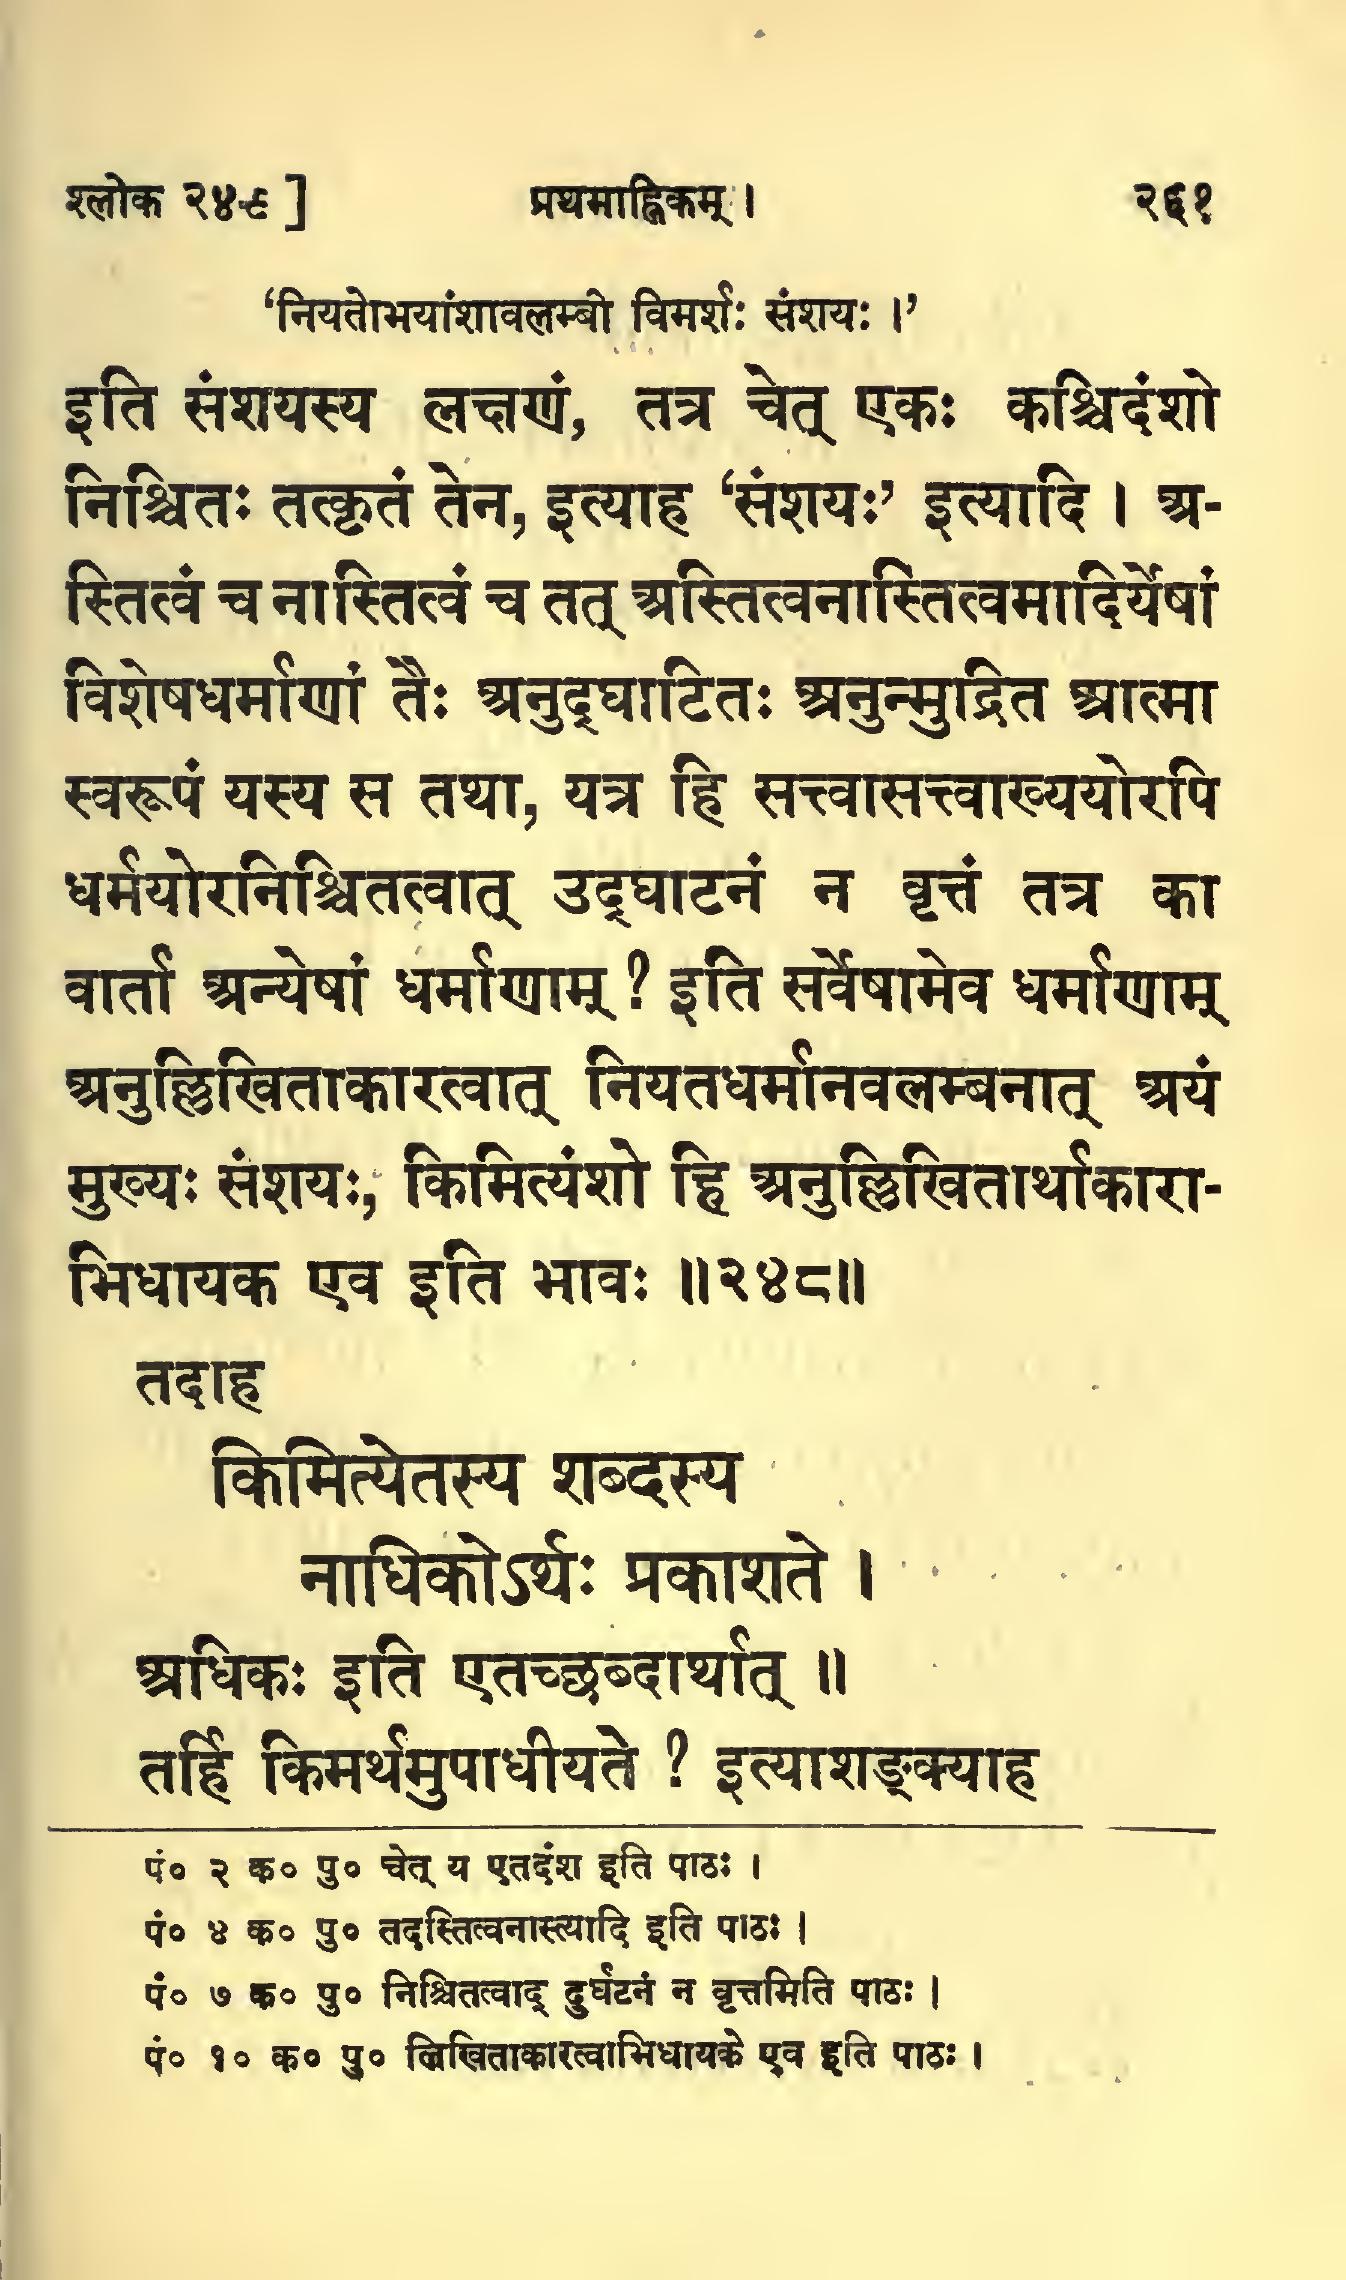 श्लोक २४९ ]
प्रथमाह्निकम् ।
२६१
‘नियतोभयांशावलम्बी विमर्शः संशयः ।’
इति संशयस्य लक्षणं, तत्र चेत् एकः कश्चिदंशो
निश्चितः तत्कृतं तेन, इत्याह ‘संशयः’ इत्यादि । अ-
स्तित्वं च नास्तित्वं च तत् अस्तित्वनास्तित्वमादिर्येषां
विशेषधर्माणां तैः अनुद्घाटितः अनुन्मुद्रित आत्मा
स्वरूपं यस्य स तथा, यत्र हि सत्त्वासत्त्वाख्ययोरपि
धर्मयोरनिश्चितत्वात् उद्घाटनं न वृत्तं तत्र का
वार्ता अन्येषां धर्माणाम् ? इति सर्वेषामेव धर्माणाम्
अनुल्लिखिताकारत्वात् नियतधर्मानवलम्बनात् अयं
मुख्यः संशयः, किमित्यंशो हि अनुल्लिखितार्थाकारा-
भिधायक एव इति भावः ॥२४८॥
तदाह
किमित्येतस्य शब्दस्य
नाधिकोऽर्थः प्रकाशते ।
अधिकः इति एतच्छब्दार्थात् ॥
तर्हि किमर्थमुपाधीयते ? इत्याशङ्क्याह
पं० २ क० पु० चेत् य एतदंश इति पाठः ।
पं० ४ क० पु० तदस्तित्वनास्त्यादि इति पाठः ।
पं० ७ क० पु० निश्चितत्वाद् दुर्घटनं न वृत्तमिति पाठः ।
पं० १० क० पु० लिखिताकारत्वाभिधायके एव इति पाठः ।